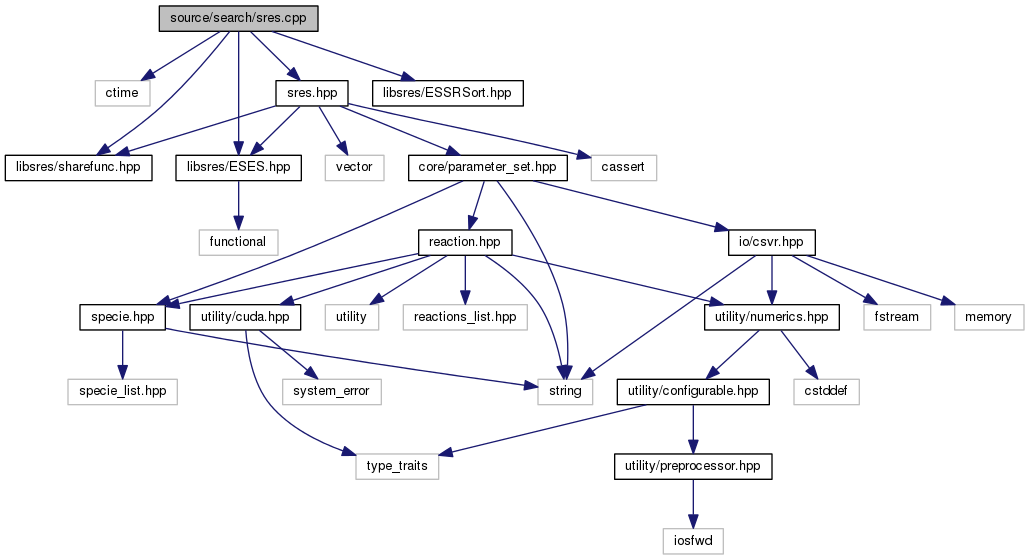 source/search/sres.cpp
ctime
sres.hpp
libsres/ESSRSort.hpp
libsres/sharefunc.hpp
libsres/ESES.hpp
vector
core/parameter_set.hpp
cassert
functional
reaction.hpp
io/csvr.hpp
specie.hpp
utility/cuda.hpp
utility
reactions_list.hpp
utility/numerics.hpp
fstream
memory
specie_list.hpp
system_error
string
utility/configurable.hpp
cstddef
type_traits
utility/preprocessor.hpp
iosfwd